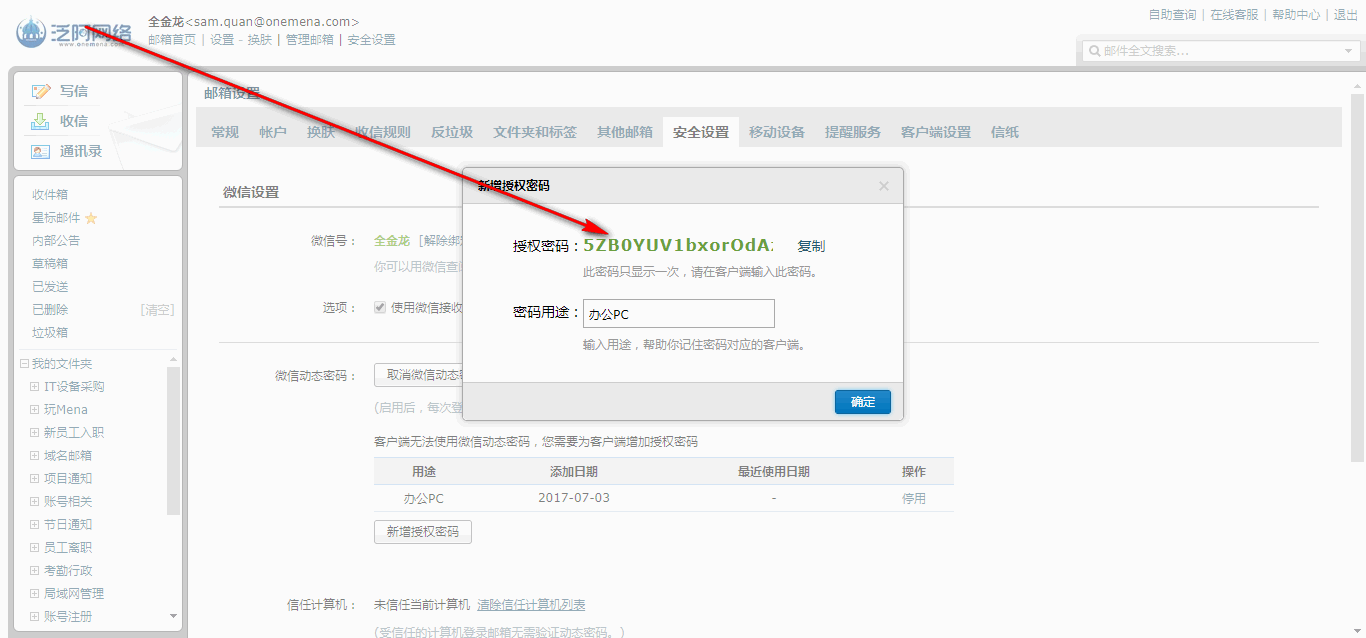 泛阿网络
www.onemena.com
全金龙<sam.quan@onemena.com>
邮箱首页 | 设置 - 换肤 | 管理邮箱 | 安全设置
自助查询 | 在线客服 | 帮助中心 | 退出
邮件全文搜索...
写信
收信
通讯录
收件箱
星标邮件
内部公告
草稿箱
已发送
已删除 [清空]
垃圾箱
我的文件夹
IT设备采购
玩Mena
新员工入职
域名邮箱
项目通知
账号相关
节日通知
员工离职
考勤行政
局域网管理
账号注册
邮箱设置
常规 帐户 换肤 收信规则 反垃圾 文件夹和标签 其他邮箱 安全设置 移动设备 提醒服务 客户端设置 信纸
微信设置
微信号： 全金龙 [解除绑
你可以用微信查
选项： 使用微信接收
微信动态密码： 取消微信动态
(启用后，每次登
客户端无法使用微信动态密码，您需要为客户端增加授权密码
用途 添加日期 最近使用日期 操作
办公PC 2017-07-03 - 停用
新增授权密码
信任计算机： 未信任当前计算机 清除信任计算机列表
(受信任的计算机登录邮箱无需验证动态密码。)
新增授权密码 ×
授权密码：5ZB0YUV1bxorOdA: 复制
此密码只显示一次，请在客户端输入此密码。
密码用途：办公PC
输入用途，帮助你记住密码对应的客户端。
确定